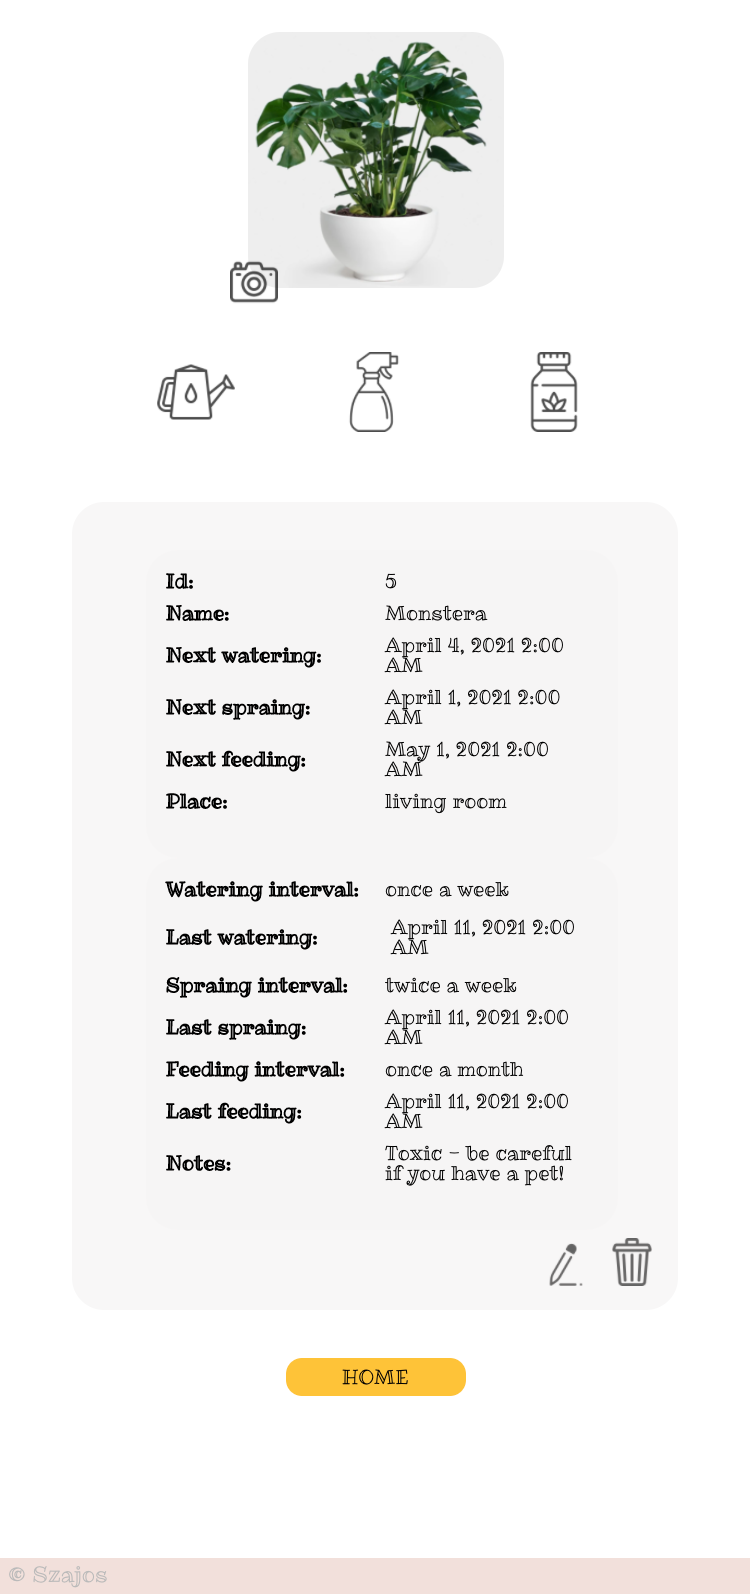 Id: 5
Name: Monstera
Next watering: April 4, 2021 2:00
AM
Next spraing: April 1, 2021 2:00
AM
Next feeding: May 1, 2021 2:00
AM
Place: living room
Watering interval: once a week
Last watering: April 11, 2021 2:00
AM
Spraing interval: twice a week
Last spraing: April 11, 2021 2:00
AM
Feeding interval: once a month
Last feeding: April 11, 2021 2:00
AM
Notes: Toxic - be careful
if you have a pet!
HOME
© Szajos